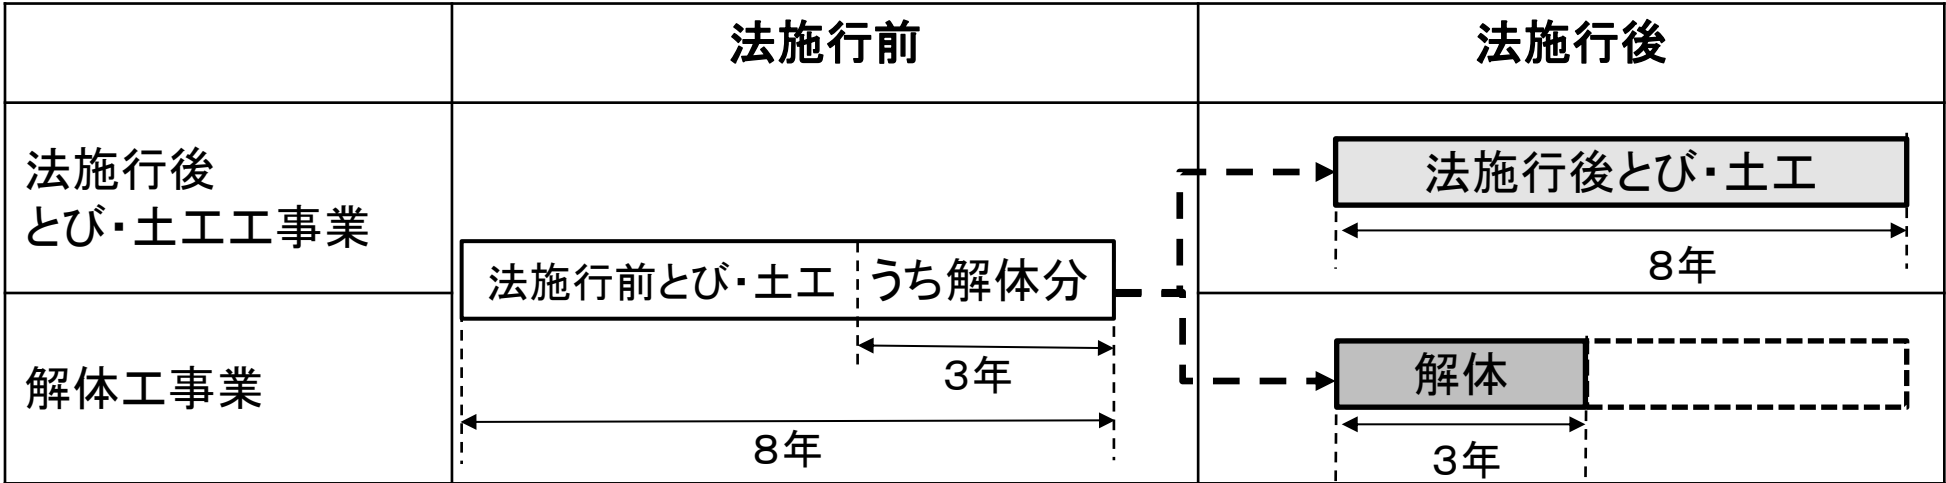 法施行前
法施行後
法施行後
とび・土工工事業
法施行前とび・土工
うち解体分
3年
8年
法施行後とび・土工
8年
解体工事業
解体
3年